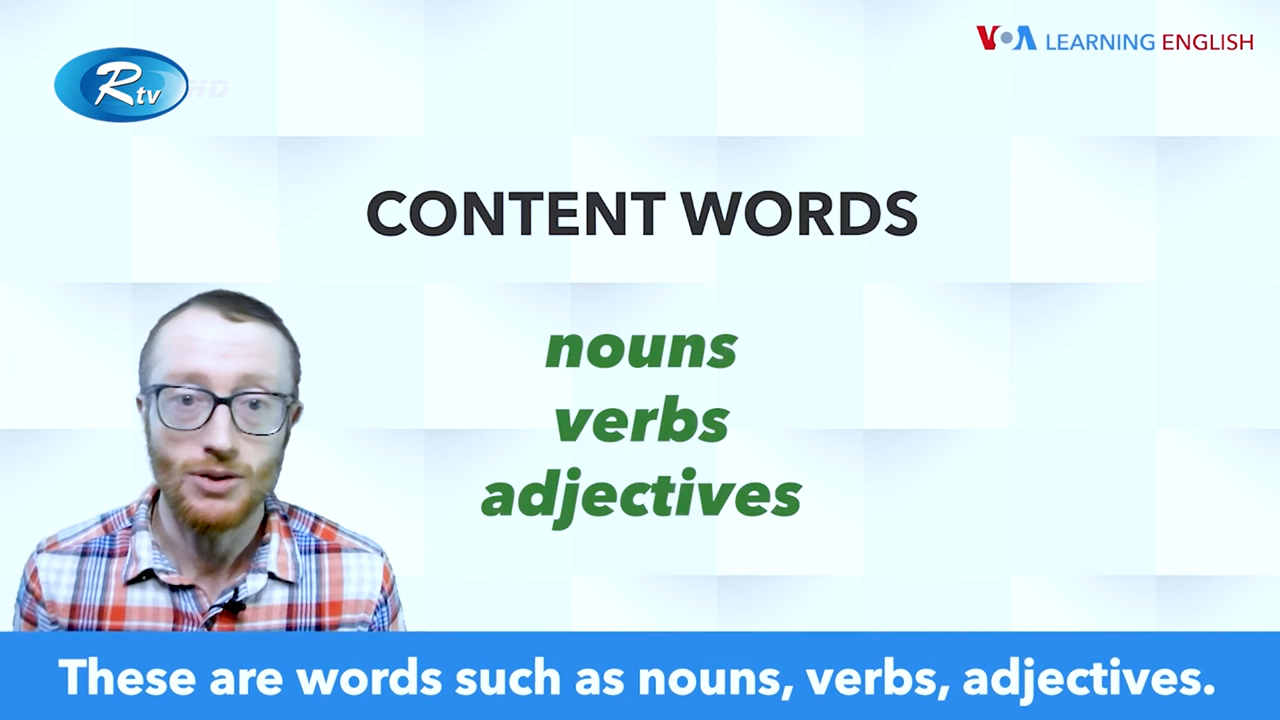 Rtv HD
VOA LEARNING ENGLISH
CONTENT WORDS
nouns
verbs
adjectives
These are words such as nouns, verbs, adjectives.